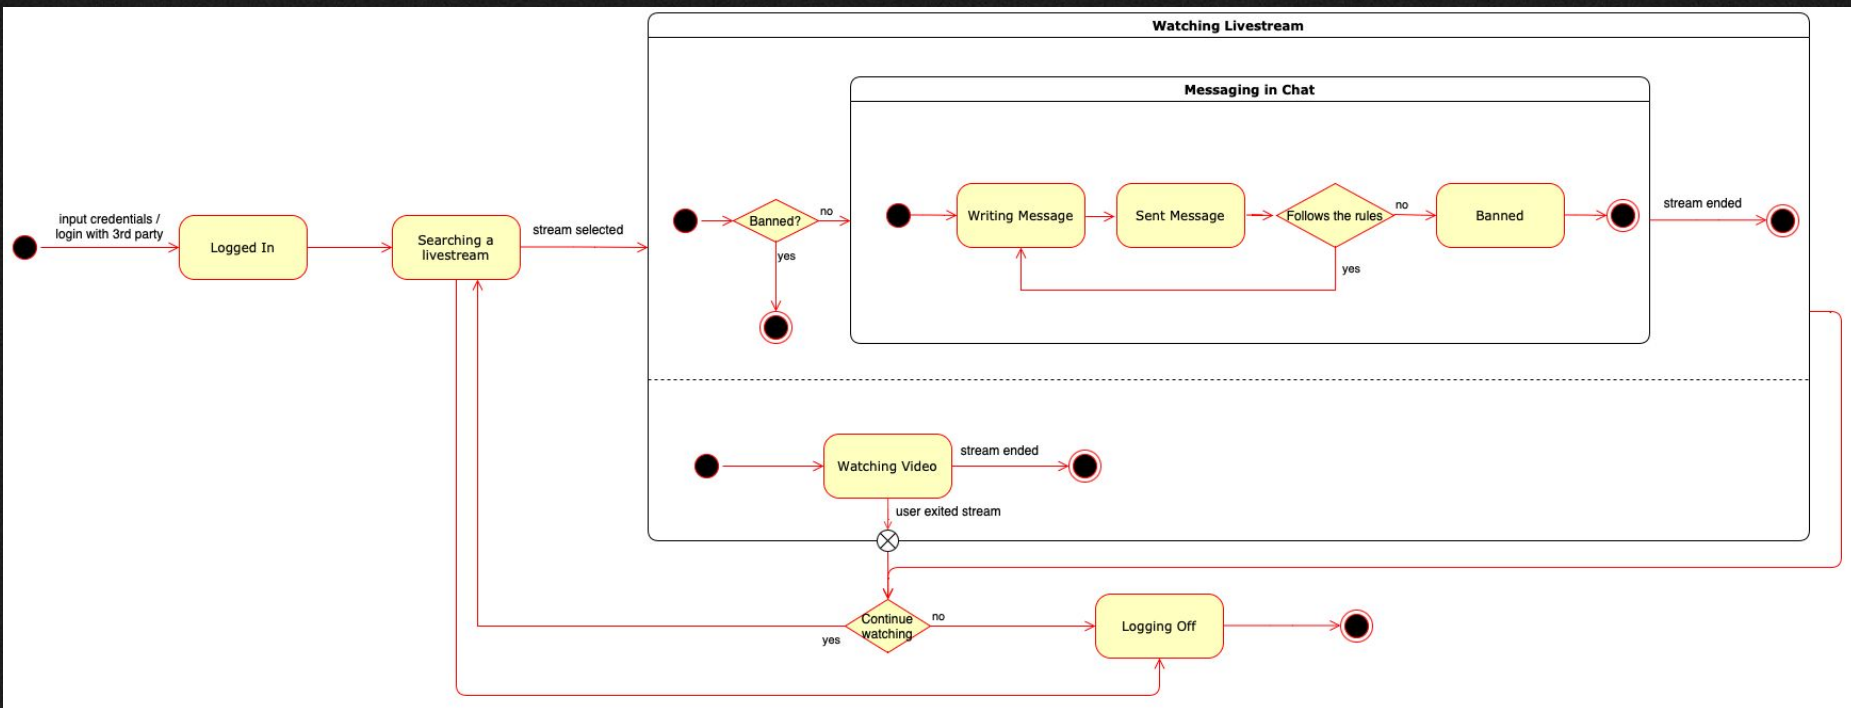 Watching Livestream
Messaging in Chat
input credentials /
login with 3rd party
Logged In
Searching a
livestream
stream selected
Banned?
no
yes
Writing Message
Sent Message
Follows the rules
no
yes
Banned
stream ended
Watching Video
stream ended
user exited stream
Continue
watching
no
yes
Logging Off